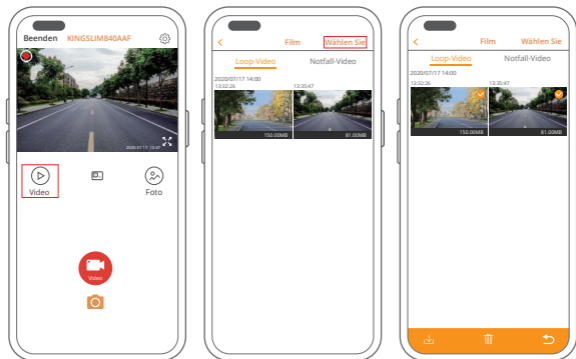 Beenden KINGSLIM840AAF
2020/07/17 13:47
Video
Foto
Video
Film Wählen Sie
Loop-Video Notfall-Video
2020/07/17 14:00
13:32:26 13:35:47
150.00MB 81.00MB
Film Wählen Sie
Loop-Video Notfall-Video
2020/07/17 14:00
13:32:26 13:35:47
150.00MB 81.00MB